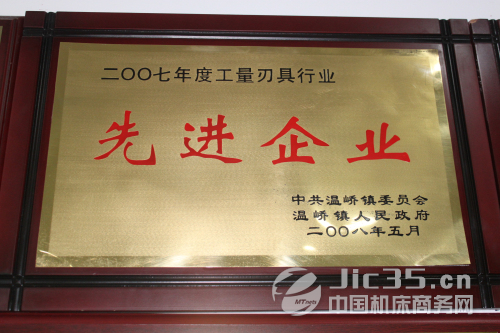 二〇〇七年度工量刃具行业
先进企业
中共温峤镇委员会
温峤镇人民政府
二〇〇八年五月
Jic35.cn
MTnets
中国机床商务网